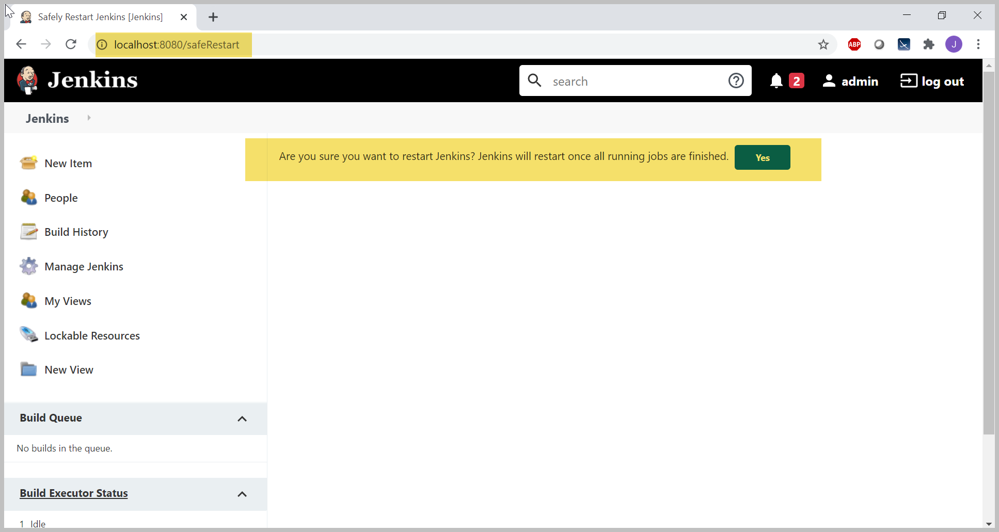 Safely Restart Jenkins [Jenkins]
localhost:8080/safeRestart
ABP
J
Jenkins
search
2
admin
log out
Jenkins
Are you sure you want to restart Jenkins? Jenkins will restart once all running jobs are finished. Yes
New Item
People
Build History
Manage Jenkins
My Views
Lockable Resources
New View
Build Queue
No builds in the queue.
Build Executor Status
1 Idle